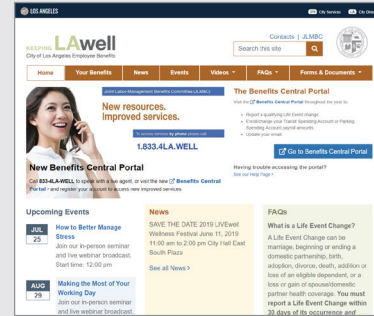 LOS ANGELES
City Services
City Dire
Contacts | JLMBC
KEEPING LAwell
City of Los Angeles Employee Benefits
Search this site
Home Your Benefits News Events Videos FAQs Forms & Documents
Joint Labor-Management Benefits Committee (JLMBC)
New resources.
Improved services.
To access services by phone please call
1.833.4LA.WELL
New Benefits Central Portal
Call 833-4LA-WELL to speak with a live agent, or visit the new Benefits Central
Portal and register your account to access new improved services.
The Benefits Central Portal
Visit the Benefits Central Portal throughout the year to:
• Report a qualifying Life Event change.
• Enroll/change your Transit Spending Account or Parking
Spending Account payroll amounts.
• Update your email.
Go to Benefits Central Portal
Having trouble accessing the portal?
See our Help Page
Upcoming Events
JUL
25
How to Better Manage
Stress
Join our in-person seminar
and live webinar broadcast.
Start time: 12:00 pm
AUG
29
Making the Most of Your
Working Day
Join our in-person seminar
and live webinar broadcast.
News
SAVE THE DATE 2019 LIVEwell
Wellness Festival June 11, 2019
11:00 am to 2:00 pm City Hall East
South Plaza
See all News
FAQs
What is a Life Event Change?
A Life Event Change can be
marriage, beginning or ending a
domestic partnership, birth,
adoption, divorce, death, addition or
loss of an eligible dependent, or a
loss or gain of spouse/domestic
partner health coverage. You must
report a Life Event Change within
30 days of its occurrence and